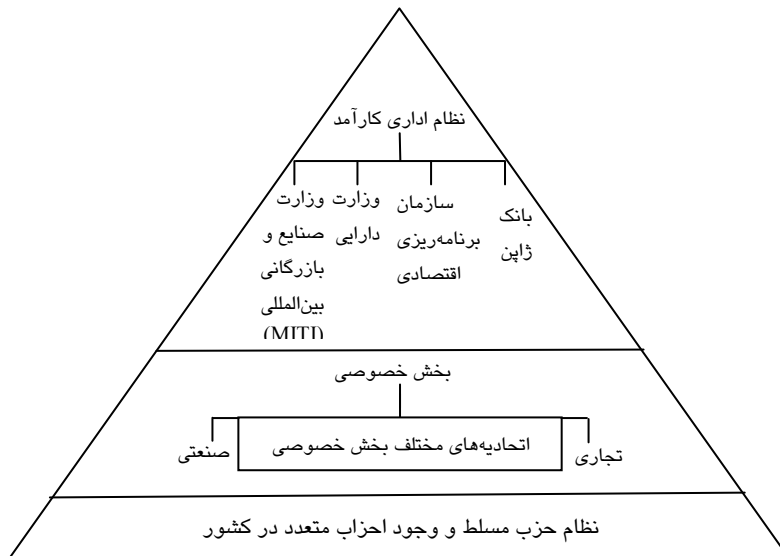 نظام اداری کارآمد
بانک
ژاپن
سازمان
برنامه‌ریزی
اقتصادی
وزارت
دارایی
وزارت
صنایع و
بازرگانی
بین‌المللی
(MITI)
بخش خصوصی
تجاری
اتحادیه‌های مختلف بخش خصوصی
صنعتی
نظام حزب مسلط و وجود احزاب متعدد در کشور